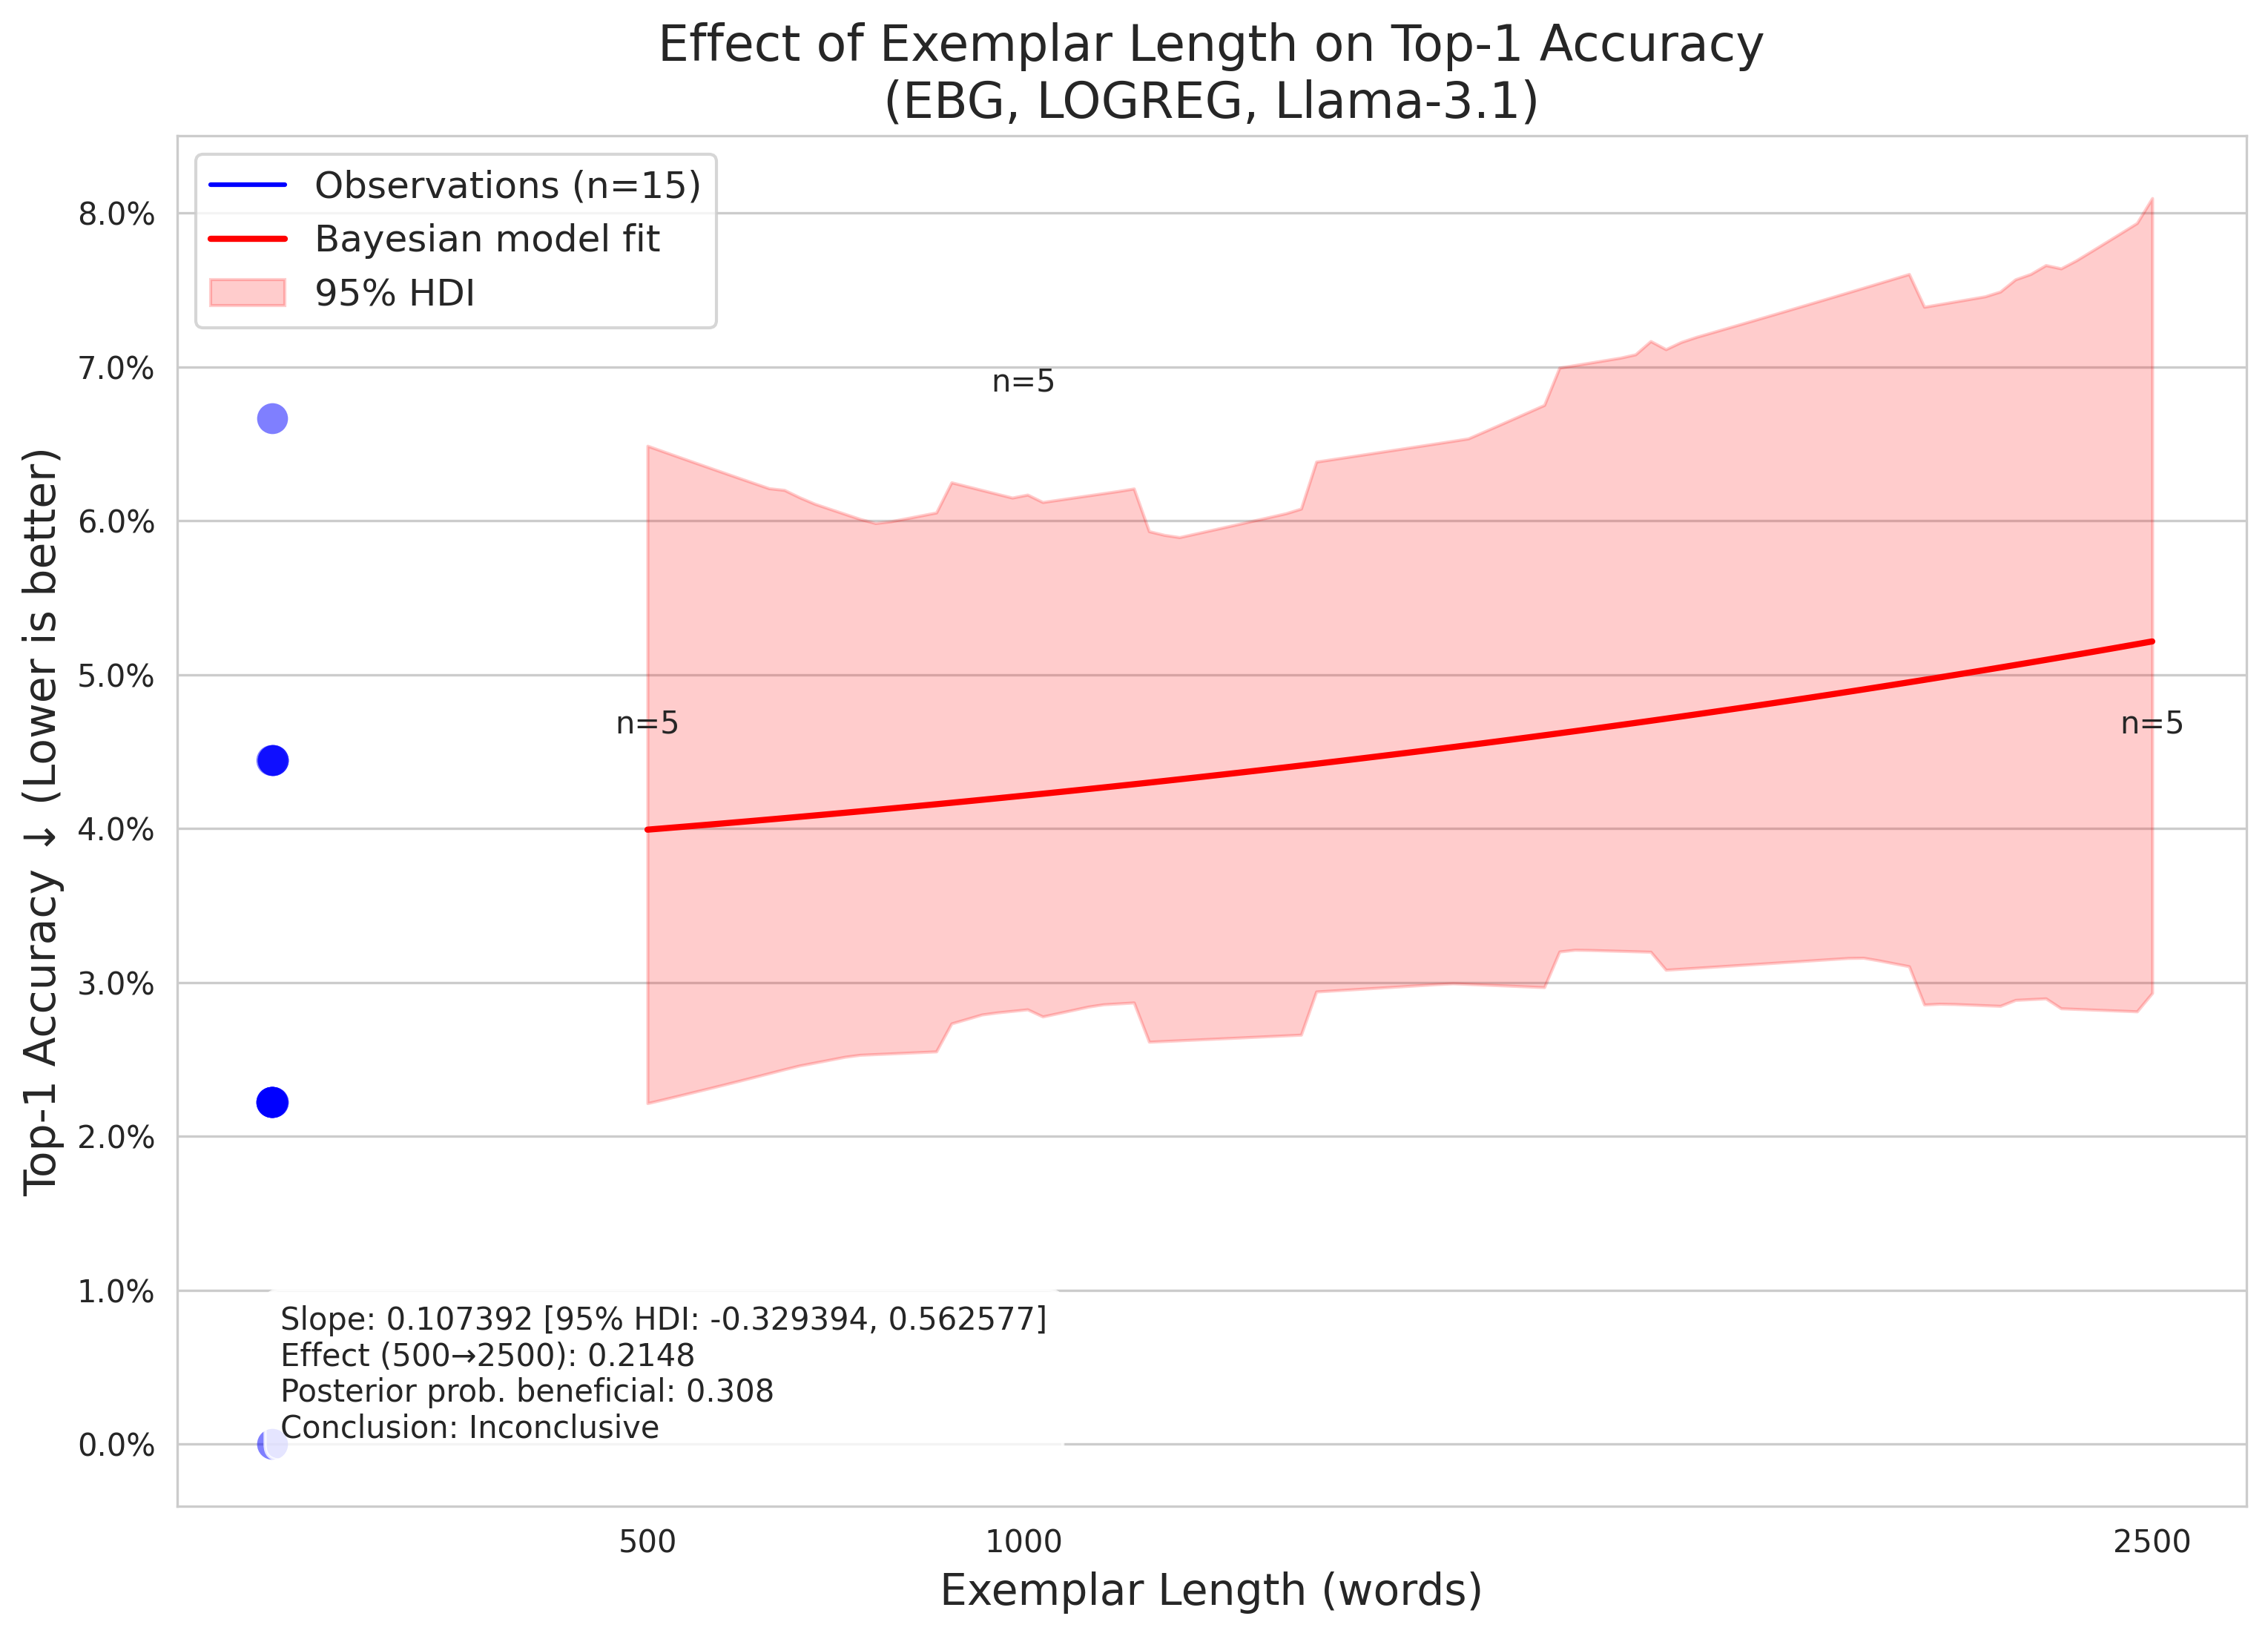 Effect of Exemplar Length on Top-1 Accuracy
(EBG, LOGREG, Llama-3.1)
Observations (n=15)
Bayesian model fit
95% HDI
8.0%
7.0%
6.0%
5.0%
4.0%
3.0%
2.0%
1.0%
0.0%
Top-1 Accuracy ↓ (Lower is better)
n=5
n=5
n=5
Slope: 0.107392 [95% HDI: -0.329394, 0.562577]
Effect (500→2500): 0.2148
Posterior prob. beneficial: 0.308
Conclusion: Inconclusive
500
1000
2500
Exemplar Length (words)